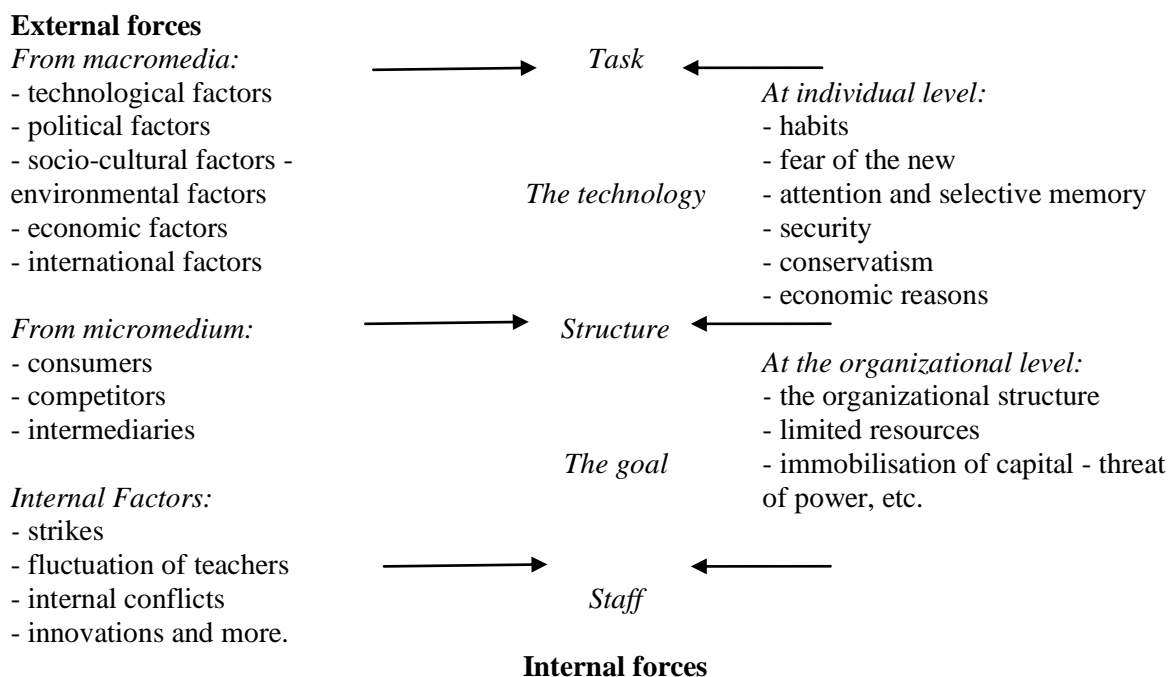 External forces
From macromedia:
- technological factors
- political factors
- socio-cultural factors -
environmental factors
- economic factors
- international factors
From micromedium:
- consumers
- competitors
- intermediaries
Internal Factors:
- strikes
- fluctuation of teachers
- internal conflicts
- innovations and more.
Task
The technology
Structure
The goal
Staff
Internal forces
At individual level:
- habits
- fear of the new
- attention and selective memory
- security
- conservatism
- economic reasons
At the organizational level:
- the organizational structure
- limited resources
- immobilisation of capital - threat
of power, etc.